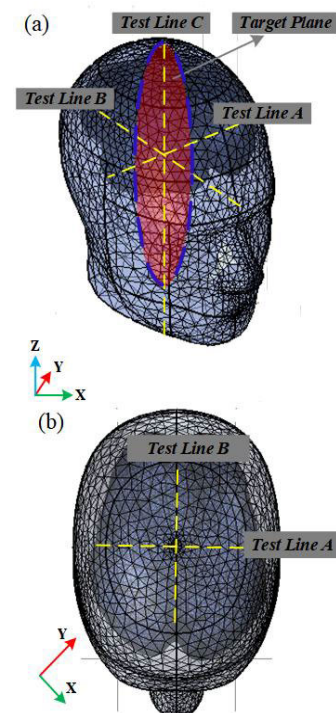 (a)
Test Line C
Target Plane
Test Line B
Test Line A
Z
Y
X
(b)
Test Line B
Test Line A
Y
X